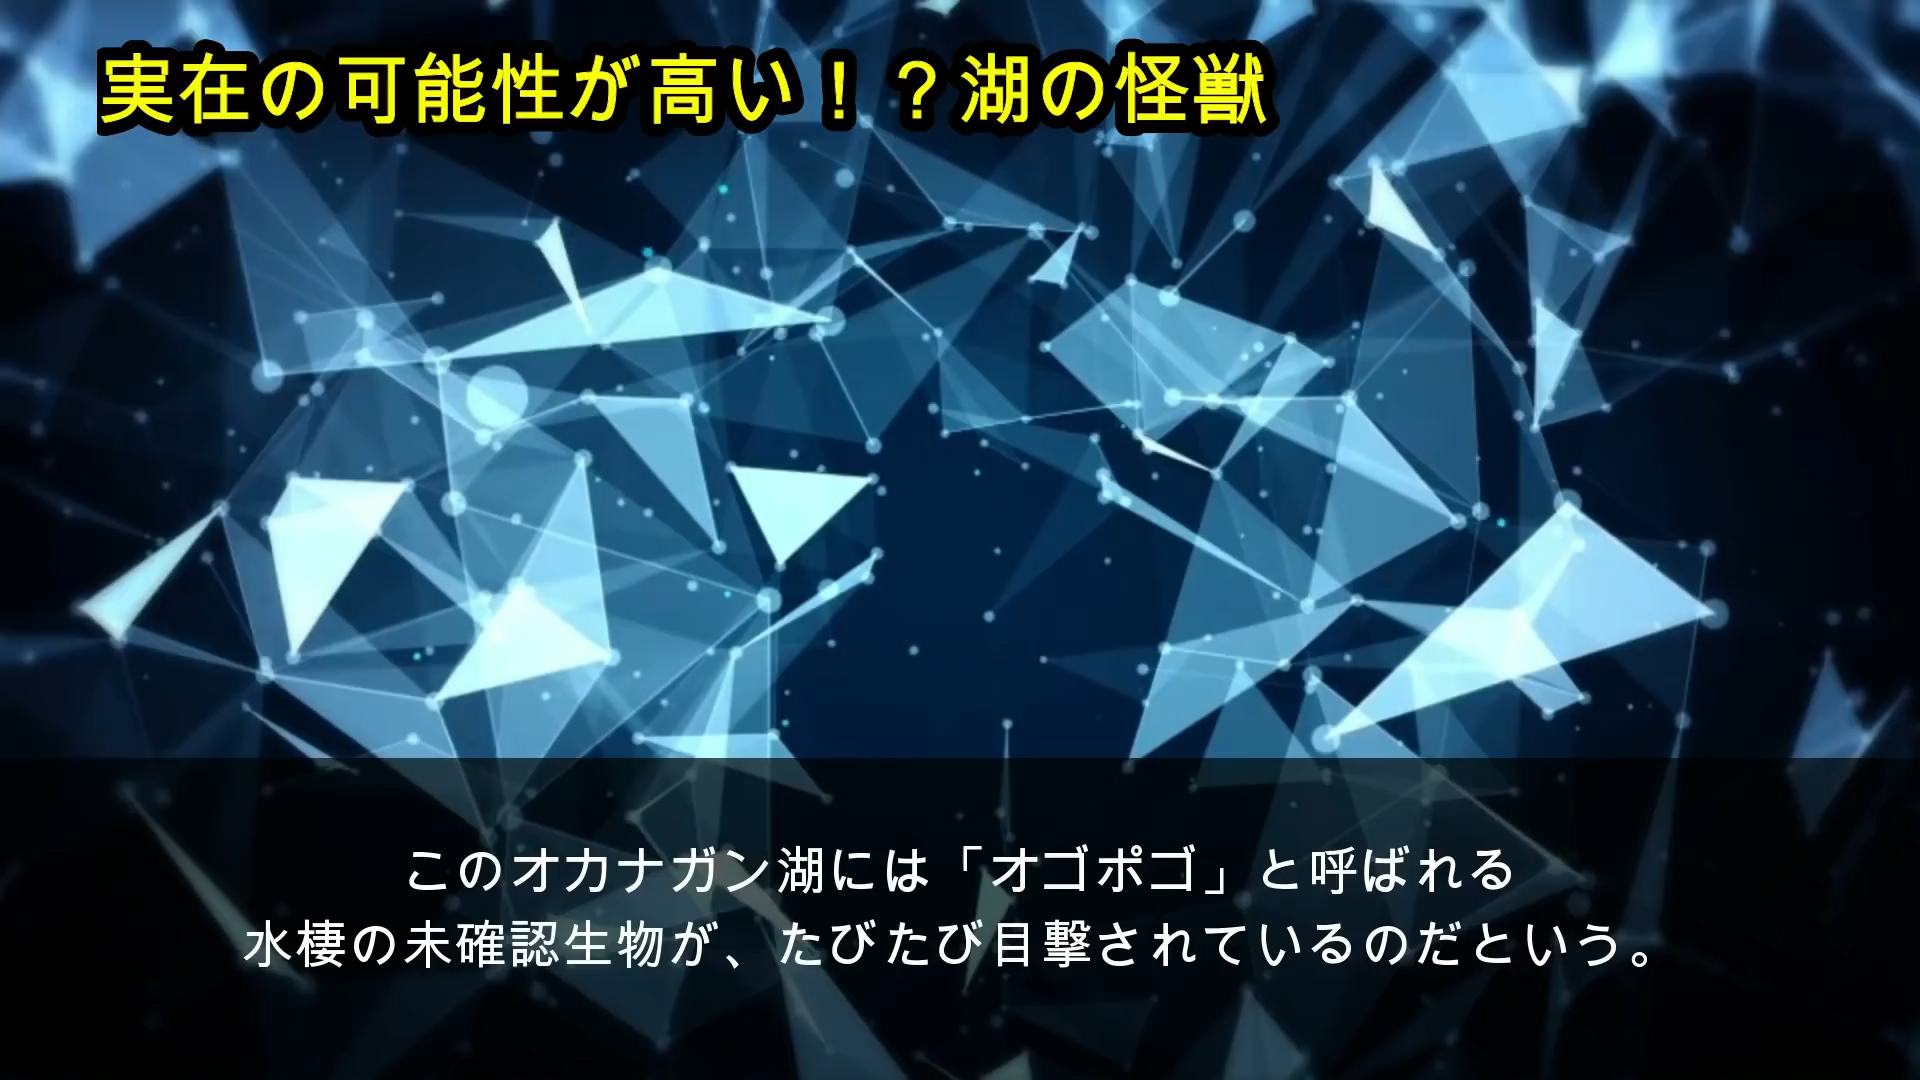 実在の可能性が高い！？湖の怪獣
このオカナガン湖には「オゴポゴ」と呼ばれる
水棲の未確認生物が、たびたび目撃されているのだという。